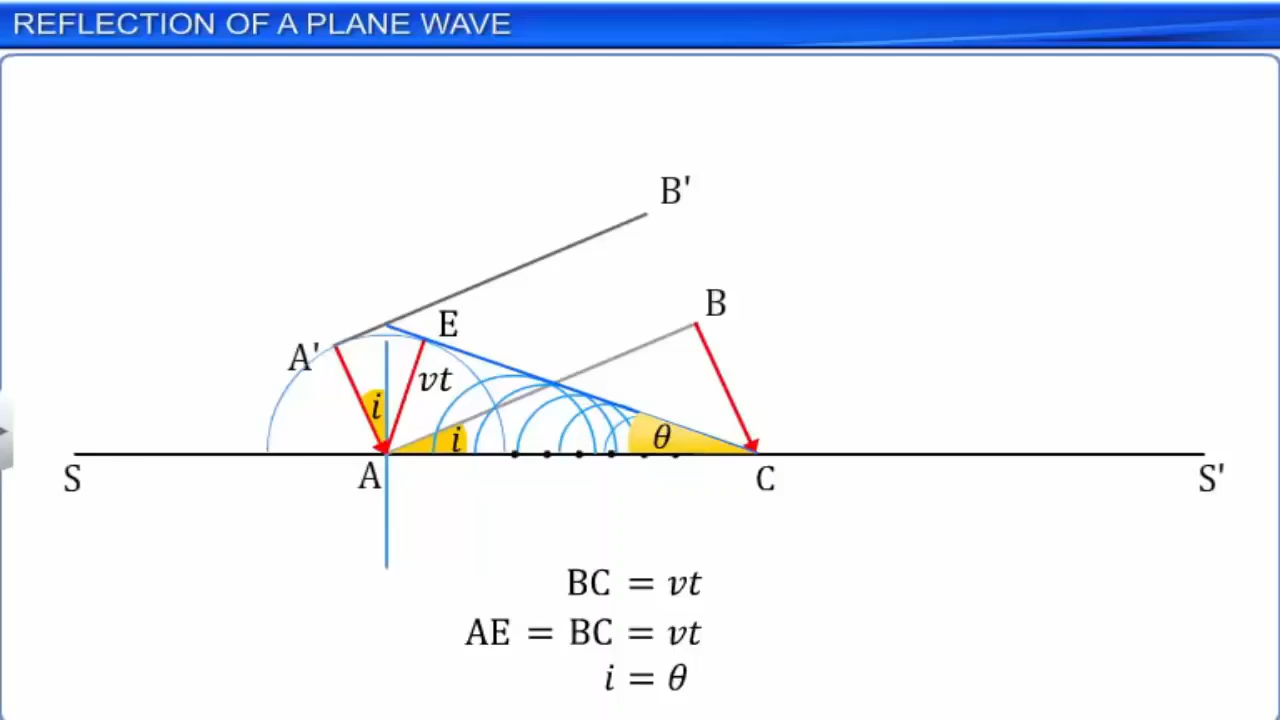 REFLECTION OF A PLANE WAVE
B'
B
E
A'
vt
i
i
θ
S
A
C
S'
BC = vt
AE = BC = vt
i = θ